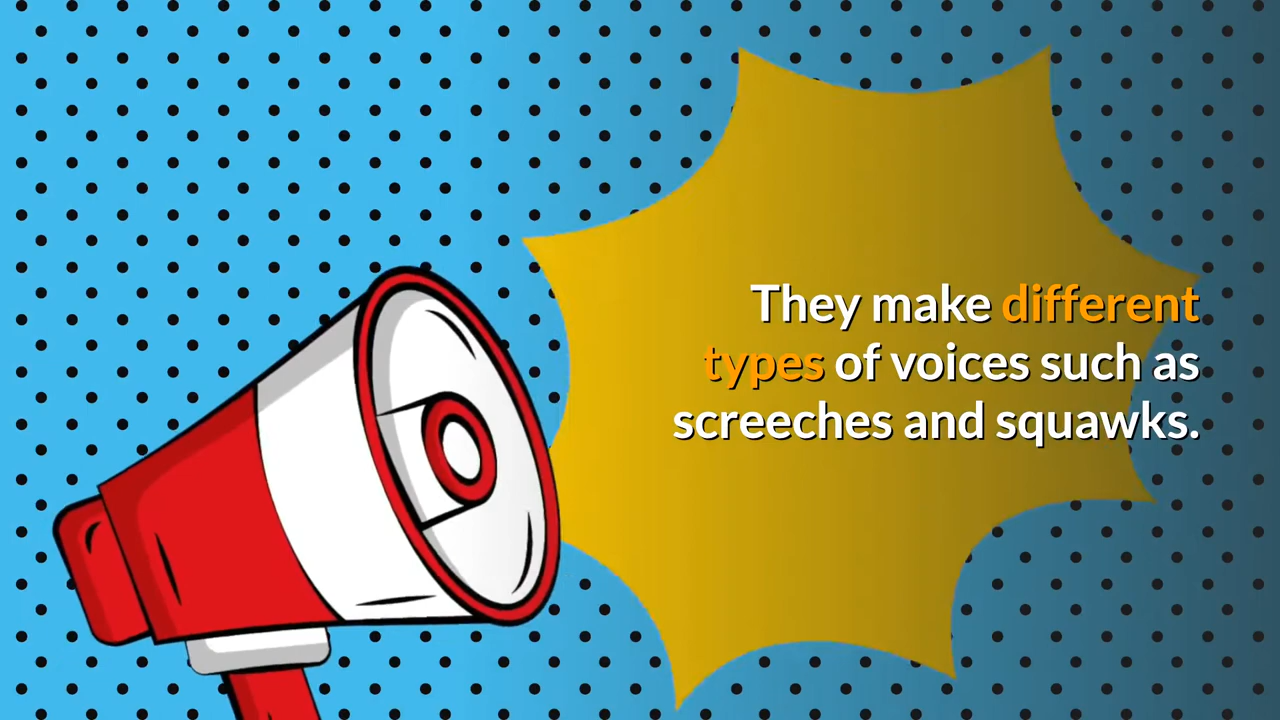 They make different
types of voices such as
screeches and squawks.